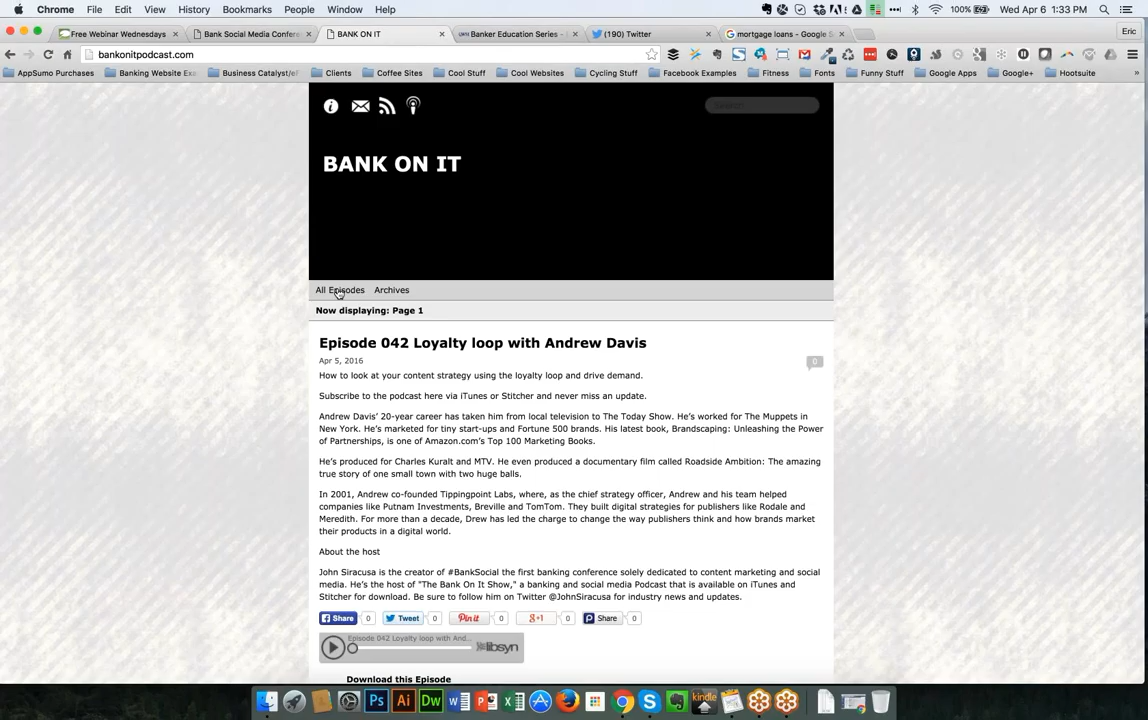 Chrome File Edit View History Bookmarks People Window Help 100% Wed Apr 6 1:33 PM
Free Webinar Wednesdays Bank Social Media Confere BANK ON IT Banker Education Series - (190) Twitter mortgage loans - Google S Eric
bankonitpodcast.com
AppSumo Purchases Banking Website Exa Business Catalyst/eF Clients Coffee Sites Cool Stuff Cool Websites Cycling Stuff Facebook Examples Fitness Fonts Funny Stuff Google Apps Google+ Hootsuite »
Search
BANK ON IT
All Episodes Archives
Now displaying: Page 1
Episode 042 Loyalty loop with Andrew Davis
Apr 5, 2016 0
How to look at your content strategy using the loyalty loop and drive demand.
Subscribe to the podcast here via iTunes or Stitcher and never miss an update.
Andrew Davis' 20-year career has taken him from local television to The Today Show. He's worked for The Muppets in
New York. He's marketed for tiny start-ups and Fortune 500 brands. His latest book, Brandscaping: Unleashing the Power
of Partnerships, is one of Amazon.com's Top 100 Marketing Books.
He's produced for Charles Kuralt and MTV. He even produced a documentary film called Roadside Ambition: The amazing
true story of one small town with two huge balls.
In 2001, Andrew co-founded Tippingpoint Labs, where, as the chief strategy officer, Andrew and his team helped
companies like Putnam Investments, Breville and TomTom. They built digital strategies for publishers like Rodale and
Meredith. For more than a decade, Drew has led the charge to change the way publishers think and how brands market
their products in a digital world.
About the host
John Siracusa is the creator of #BankSocial the first banking conference solely dedicated to content marketing and social
media. He's the host of "The Bank On It Show," a banking and social media Podcast that is available on iTunes and
Stitcher for download. Be sure to follow him on Twitter @JohnSiracusa for industry news and updates.
Share 0 Tweet 0 Pin it 0 g+1 0 Share 0
Episode 042 Loyalty loop with And... libsyn
Download this Episode
Ps Ai Dw W P X kindle